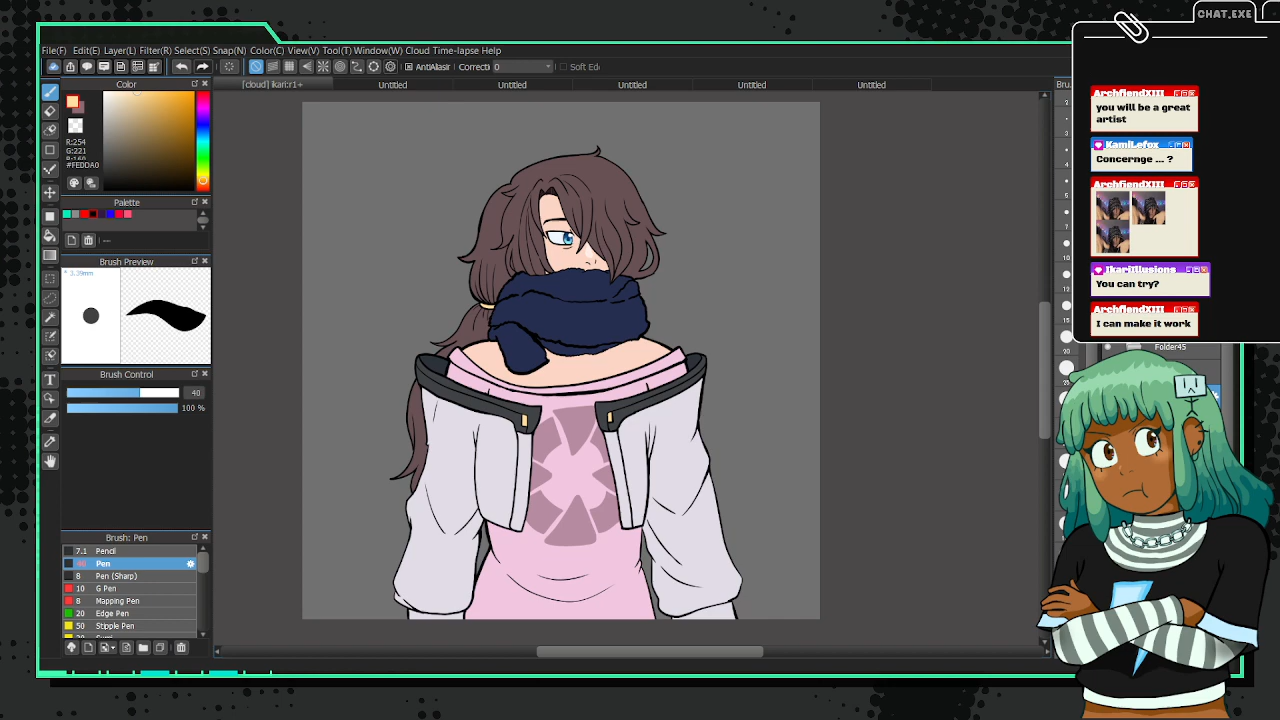 CHAT.EXE
File(F) Edit(E) Layer(L) Filter(R) Select(S) Snap(N) Color(C) View(V) Tool(T) Window(W) Cloud Time-lapse Help
AntiAlias Correcti 0 Soft Ed
[cloud] ikari:r1+ Untitled Untitled Untitled Untitled Untitled
Color
R:254
G:221
B:160
#FEDDA0
Palette
---
Brush Preview
* 3.39mm
Brush Control
40
100 %
Brush: Pen
7.1 Pencil
Pen
8 Pen (Sharp)
10 G Pen
8 Mapping Pen
20 Edge Pen
50 Stipple Pen
Bru
ArchfiendXIII
you will be a great
artist
KamiLefox
Concernge ... ?
ArchfiendXIII
IkariIllusions
You can try?
ArchfiendXIII
I can make it work
Folder45